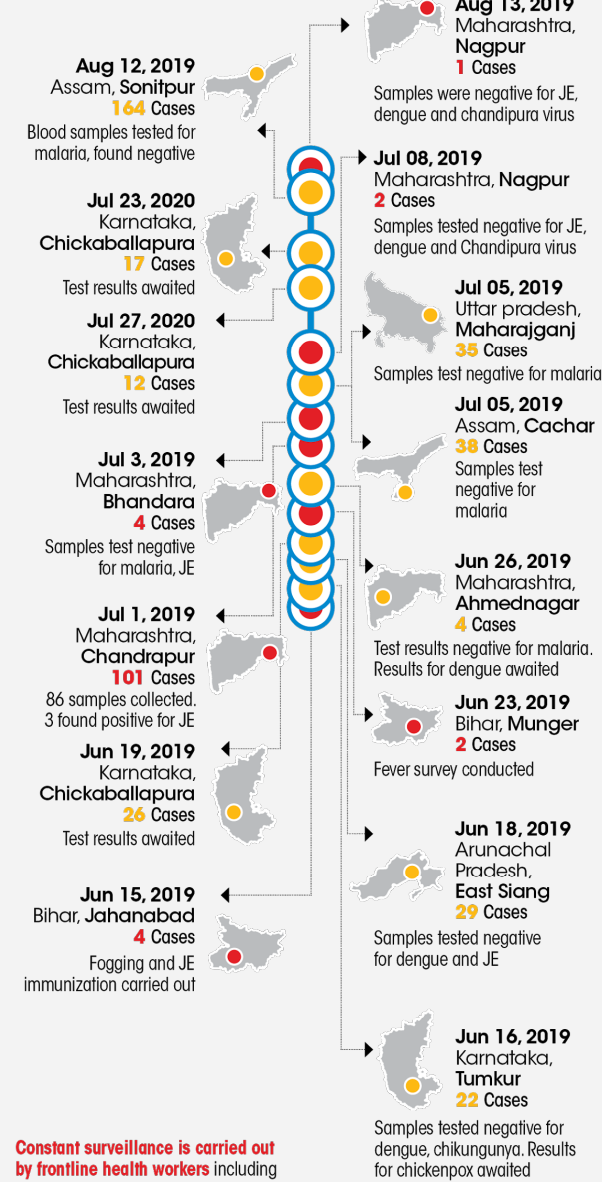 Aug 13, 2019
Maharashtra,
Nagpur
1 Cases
Samples were negative for JE,
dengue and chandipura virus
Aug 12, 2019
Assam, Sonitpur
164 Cases
Blood samples tested for
malaria, found negative
Jul 08, 2019
Maharashtra, Nagpur
2 Cases
Samples tested negative for JE,
dengue and Chandipura virus
Jul 23, 2020
Karnataka,
Chickaballapura
17 Cases
Test results awaited
Jul 05, 2019
Uttar pradesh,
Maharajganj
35 Cases
Samples test negative for malaria
Jul 27, 2020
Karnataka,
Chickaballapura
12 Cases
Test results awaited
Jul 05, 2019
Assam, Cachar
38 Cases
Samples test
negative for
malaria
Jul 3, 2019
Maharashtra,
Bhandara
4 Cases
Samples test negative
for malaria, JE
Jun 26, 2019
Maharashtra,
Ahmednagar
4 Cases
Test results negative for malaria.
Results for dengue awaited
Jul 1, 2019
Maharashtra,
Chandrapur
101 Cases
86 samples collected.
3 found positive for JE
Jun 23, 2019
Bihar, Munger
2 Cases
Fever survey conducted
Jun 19, 2019
Karnataka,
Chickaballapura
26 Cases
Test results awaited
Jun 18, 2019
Arunachal
Pradesh,
East Siang
29 Cases
Samples tested negative
for dengue and JE
Jun 15, 2019
Bihar, Jahanabad
4 Cases
Fogging and JE
immunization carried out
Jun 16, 2019
Karnataka,
Tumkur
22 Cases
Samples tested negative for
dengue, chikungunya. Results
for chickenpox awaited
Constant surveillance is carried out
by frontline health workers including